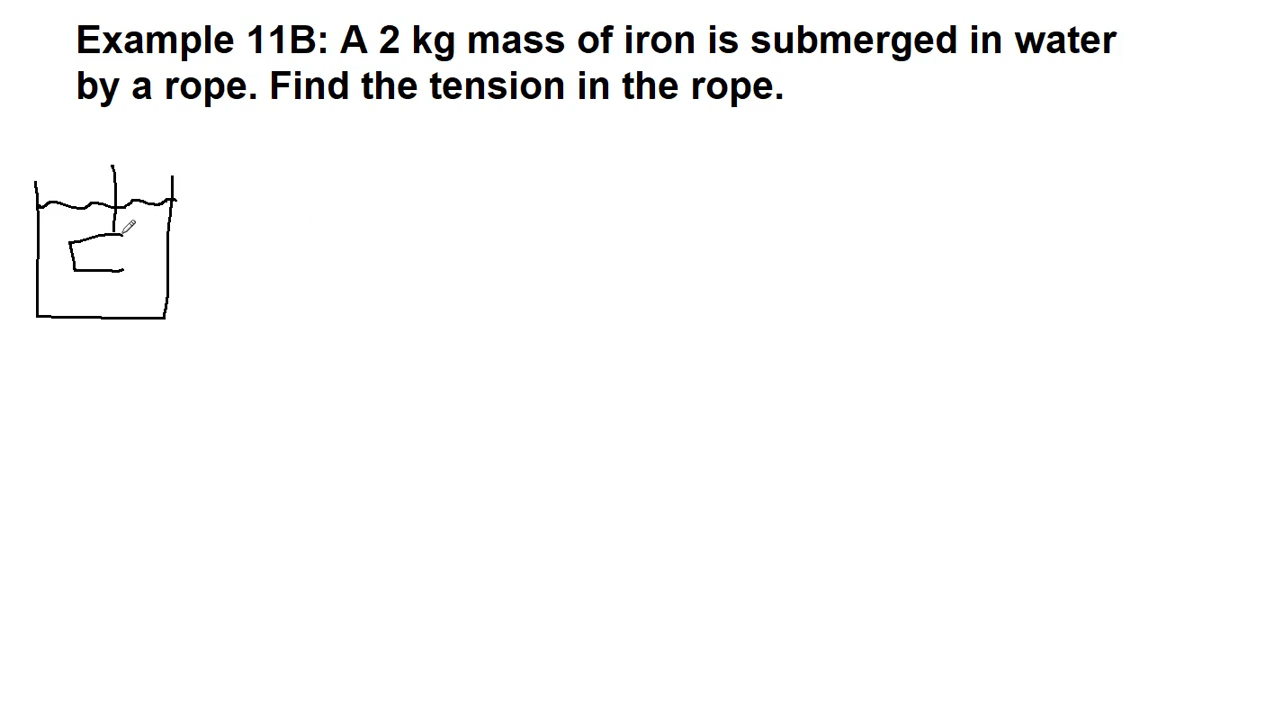 Example 11B: A 2 kg mass of iron is submerged in water
by a rope. Find the tension in the rope.